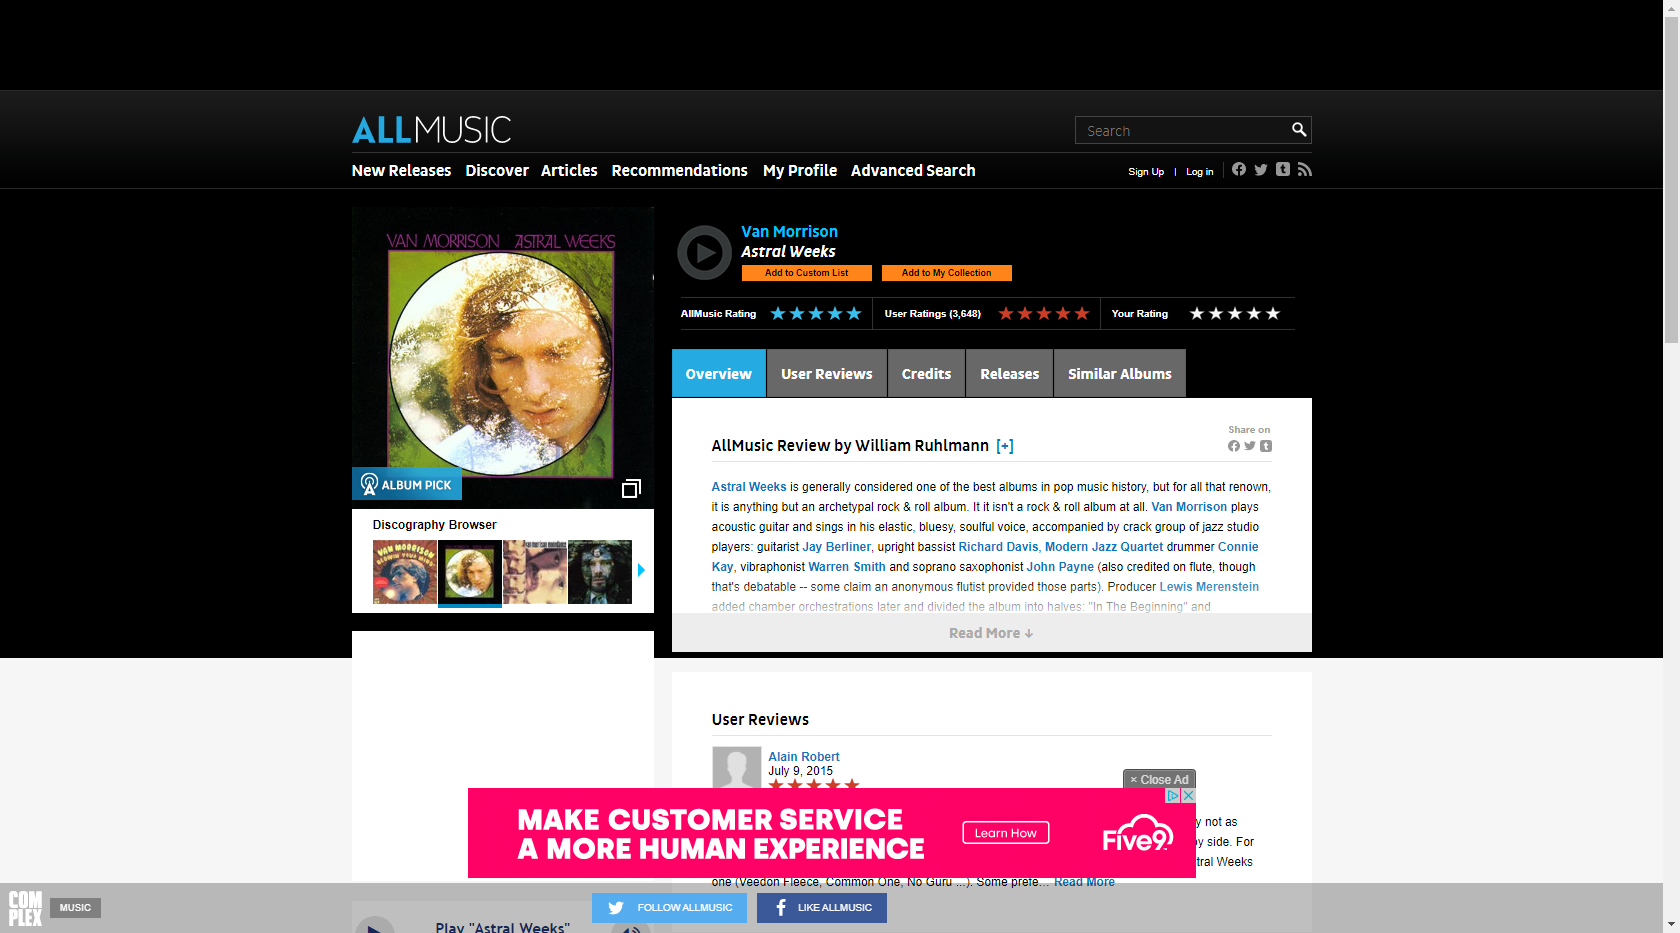 ALLMUSIC
Search
New Releases Discover Articles Recommendations My Profile Advanced Search
Sign Up | Log in
VAN MORRISON ASTRAL WEEKS
ALBUM PICK
Discography Browser
VAN MORRISON
Van Morrison
Astral Weeks
Add to Custom List Add to My Collection
AllMusic Rating User Ratings (3,648) Your Rating
Overview User Reviews Credits Releases Similar Albums
AllMusic Review by William Ruhlmann [+]
Share on
Astral Weeks is generally considered one of the best albums in pop music history, but for all that renown,
it is anything but an archetypal rock & roll album. It it isn't a rock & roll album at all. Van Morrison plays
acoustic guitar and sings in his elastic, bluesy, soulful voice, accompanied by crack group of jazz studio
players: guitarist Jay Berliner, upright bassist Richard Davis, Modern Jazz Quartet drummer Connie
Kay, vibraphonist Warren Smith and soprano saxophonist John Payne (also credited on flute, though
that's debatable -- some claim an anonymous flutist provided those parts). Producer Lewis Merenstein
added chamber orchestrations later and divided the album into halves: "In The Beginning" and
Read More ↓
User Reviews
Alain Robert
July 9, 2015
× Close Ad
MAKE CUSTOMER SERVICE
A MORE HUMAN EXPERIENCE
Learn How
Five9
y not as
by side. For
tral Weeks
one (Veedon Fleece, Common One, No Guru ...). Some prefe... Read More
COMPLEX
MUSIC
FOLLOW ALLMUSIC
LIKE ALLMUSIC
Play "Astral Weeks"